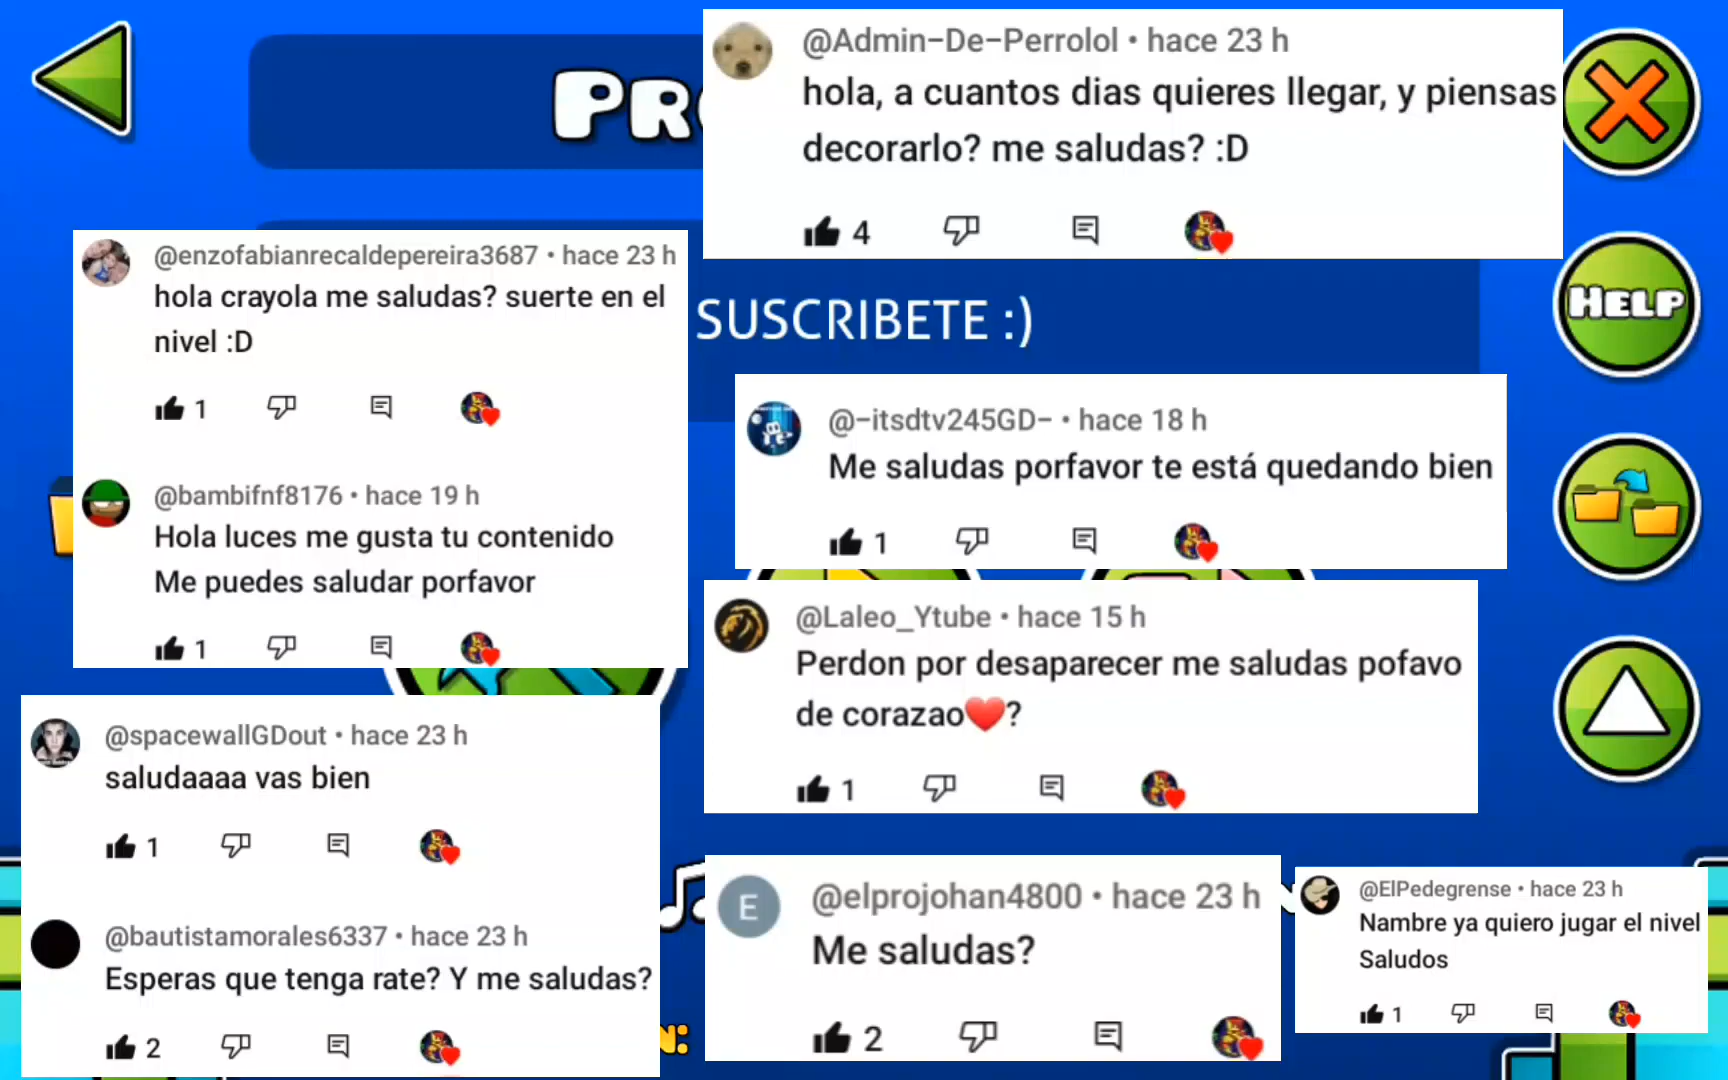 @Admin-De-Perrolol • hace 23 h
hola, a cuantos dias quieres llegar, y piensas
decorarlo? me saludas? :D
4
HELP
@enzofabianrecaldepereira3687 • hace 23 h
hola crayola me saludas? suerte en el
nivel :D
1
SUSCRIBETE :)
@bambifnf8176 • hace 19 h
Hola luces me gusta tu contenido
Me puedes saludar porfavor
1
@-itsdtv245GD- • hace 18 h
Me saludas porfavor te está quedando bien
1
@Laleo_Ytube • hace 15 h
Perdon por desaparecer me saludas pofavo
de corazao❤️?
1
@spacewallGDout • hace 23 h
saludaaaa vas bien
1
@bautistamorales6337 • hace 23 h
Esperas que tenga rate? Y me saludas?
2
E
@elprojohan4800 • hace 23 h
Me saludas?
2
@ElPedegrense • hace 23 h
Nambre ya quiero jugar el nivel
Saludos
1